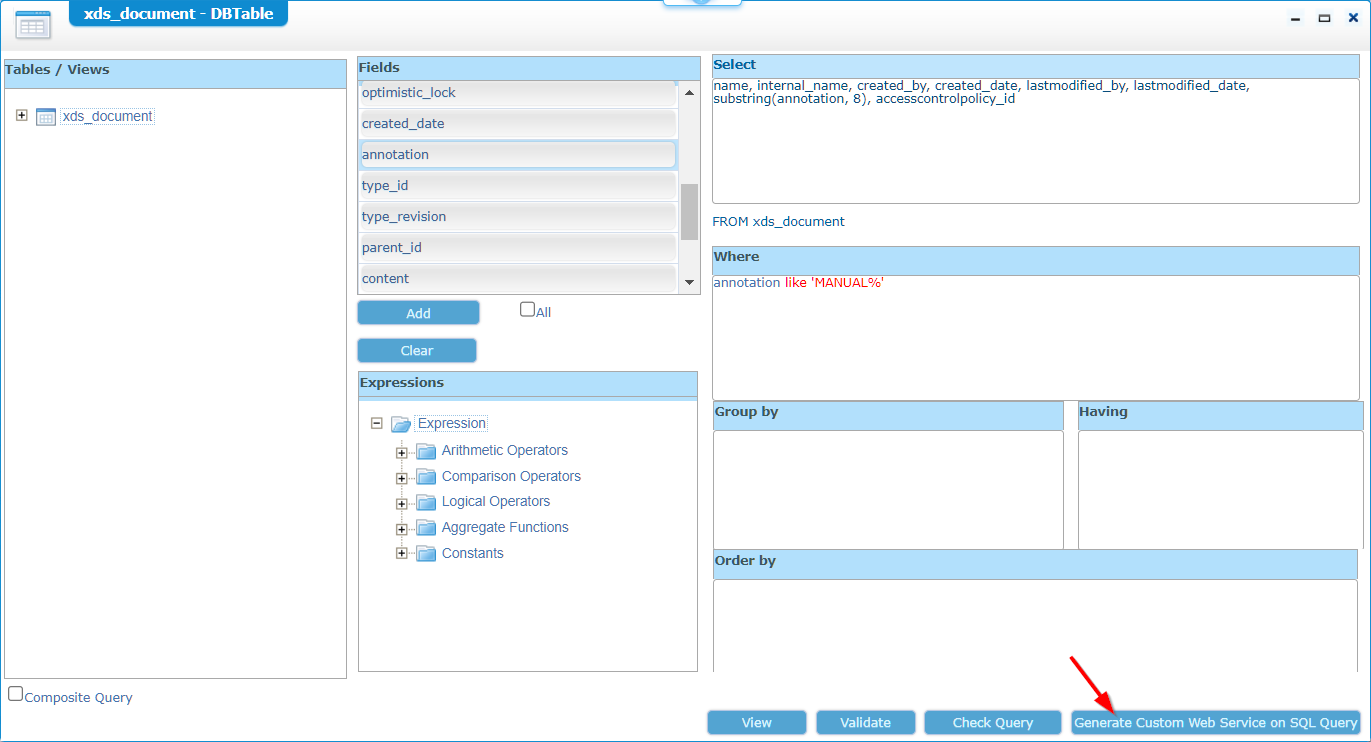 xds_document - DBTable
Tables / Views
xds_document
Composite Query
Fields
optimistic_lock
created_date
annotation
type_id
type_revision
parent_id
content
Add
All
Clear
Expressions
Expression
Arithmetic Operators
Comparison Operators
Logical Operators
Aggregate Functions
Constants
Select
name, internal_name, created_by, created_date, lastmodified_by, lastmodified_date,
substring(annotation, 8), accesscontrolpolicy_id
FROM xds_document
Where
annotation like 'MANUAL%'
Group by
Having
Order by
View
Validate
Check Query
Generate Custom Web Service on SQL Query